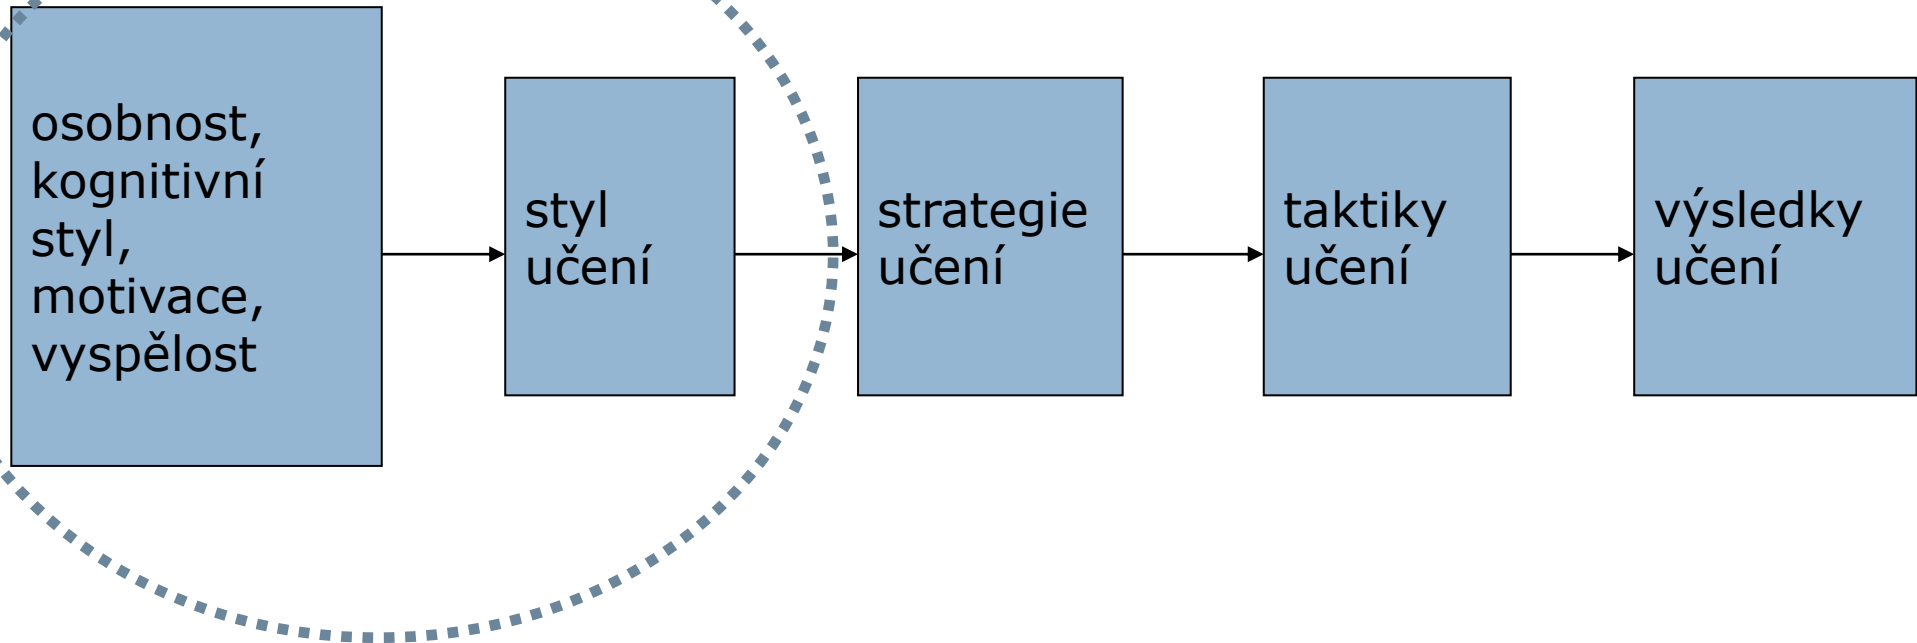 osobnost,
kognitivní
styl,
motivace,
vyspělost
styl
učení
strategie
učení
taktiky
učení
výsledky
učení